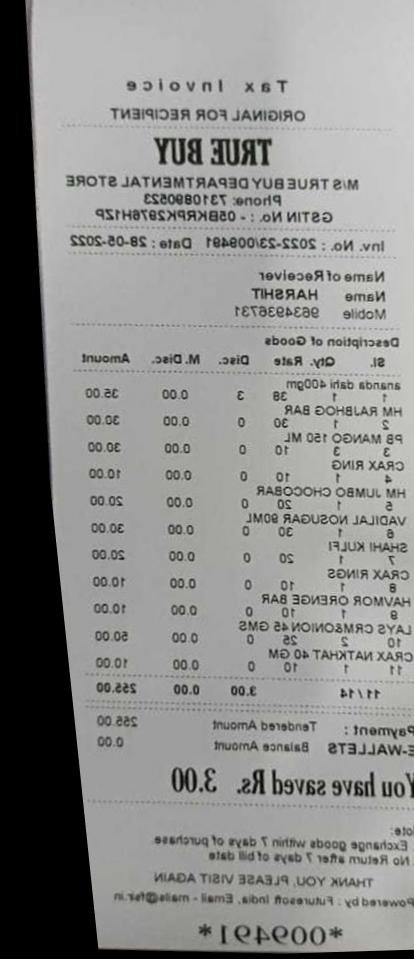 Tax Invoice
ORIGINAL FOR RECIPIENT
TRUE BUY
M/S TRUE BUY DEPARTMENTAL STORE
Phone: 7310890523
GSTIN No. : - 05BKRPK2976H1ZP
Inv. No. : 2022-23/009491 Date : 28-05-2022
Name of Receiver
Name HARSHIT
Mobile 9634936731
Description of Goods
Sl. Qty. Rate Disc. M. Disc. Amount
ananda dahi 400gm
1 1 38 3 0.00 35.00
HM RAJBHOG BAR
2 1 30 0 0.00 30.00
PB MANGO 150 ML
3 3 10 0 0.00 30.00
CRAX RING
4 1 10 0 0.00 10.00
HM JUMBO CHOCOBAR
5 1 20 0 0.00 20.00
VADILAL NOSUGAR 90ML
6 1 30 0 0.00 30.00
SHAHI KULFI
7 1 20 0 0.00 20.00
CRAX RINGS
8 1 10 0 0.00 10.00
HAVMOR ORENGE BAR
9 1 10 0 0.00 10.00
LAYS CRM&ONION 45 GMS
10 2 25 0 0.00 50.00
CRAX NATKHAT 40 GM
11 1 10 0 0.00 10.00
11 / 14 3.00 0.00 255.00
Payment : Tendered Amount 255.00
E-WALLETS Balance Amount 0.00
You have saved Rs. 3.00
Note:
Exchange goods within 7 days of purchase.
No Return after 7 days of bill date
THANK YOU, PLEASE VISIT AGAIN
Powered by : Futuresoft India, Email - mails@fsr.in
*009491*